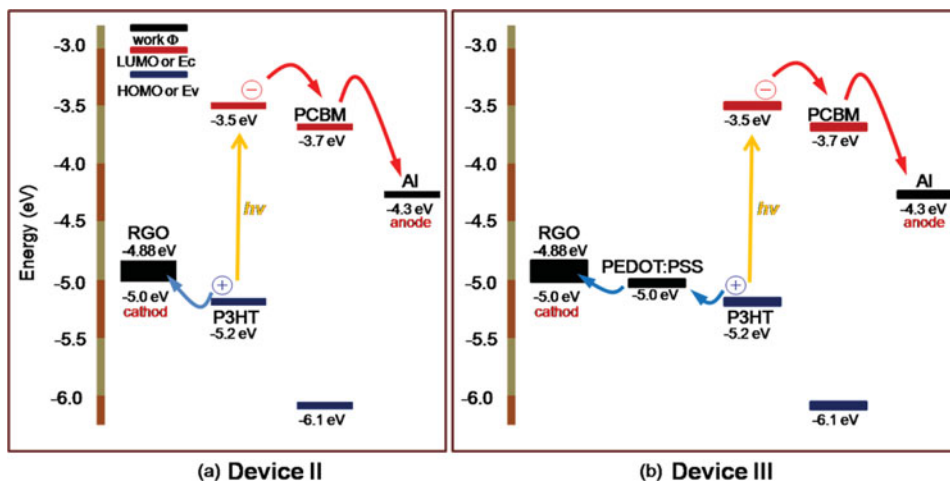 -3.0
-3.5
-4.0
-4.5
-5.0
-5.5
-6.0
Energy (eV)
work Φ
LUMO or Ec
HOMO or Ev
-3.5 eV
PCBM
-3.7 eV
Al
-4.3 eV
anode
hν
RGO
-4.88 eV
-5.0 eV
cathod
P3HT
-5.2 eV
-6.1 eV
(a) Device II
-3.0
-3.5
-4.0
-4.5
-5.0
-5.5
-6.0
Energy (eV)
-3.5 eV
PCBM
-3.7 eV
Al
-4.3 eV
anode
hν
RGO
-4.88 eV
-5.0 eV
cathod
PEDOT:PSS
-5.0 eV
P3HT
-5.2 eV
-6.1 eV
(b) Device III